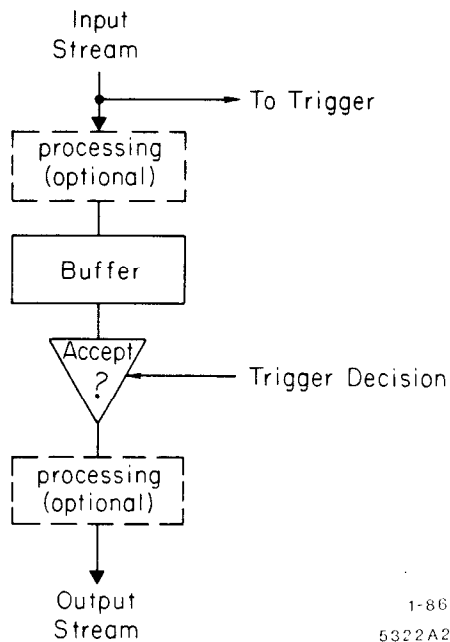 Input
Stream
To Trigger
processing
(optional)
Buffer
Accept
?
Trigger Decision
processing
(optional)
Output
Stream
1-86
5322A2